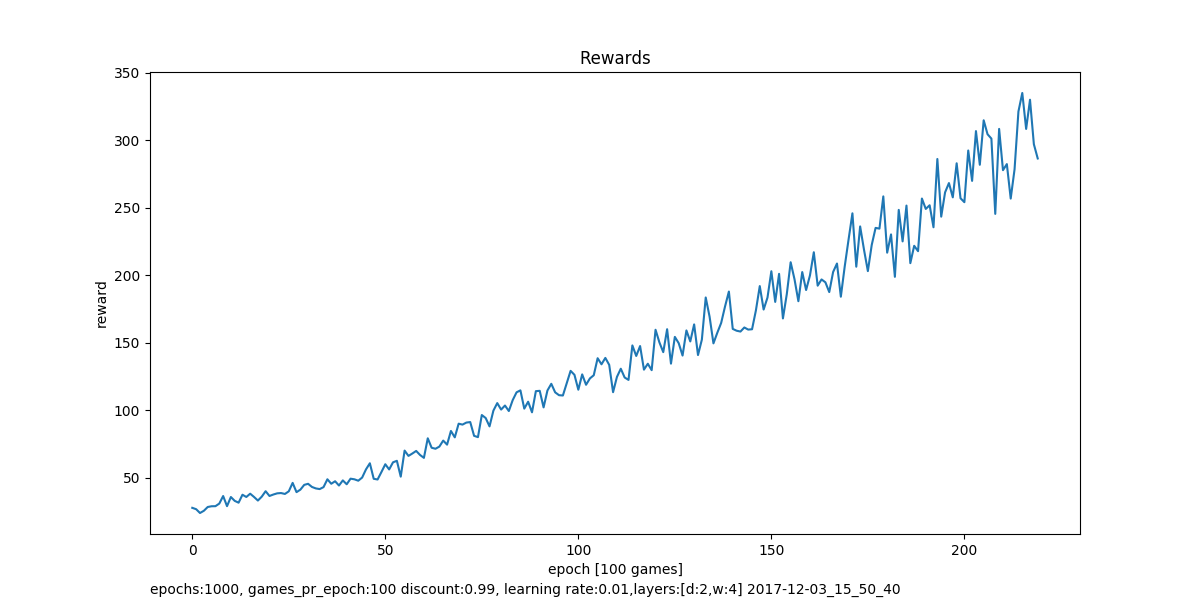 Rewards
350
300
250
200
150
100
50
reward
0 50 100 150 200
epoch [100 games]
epochs:1000, games_pr_epoch:100 discount:0.99, learning rate:0.01,layers:[d:2,w:4] 2017-12-03_15_50_40